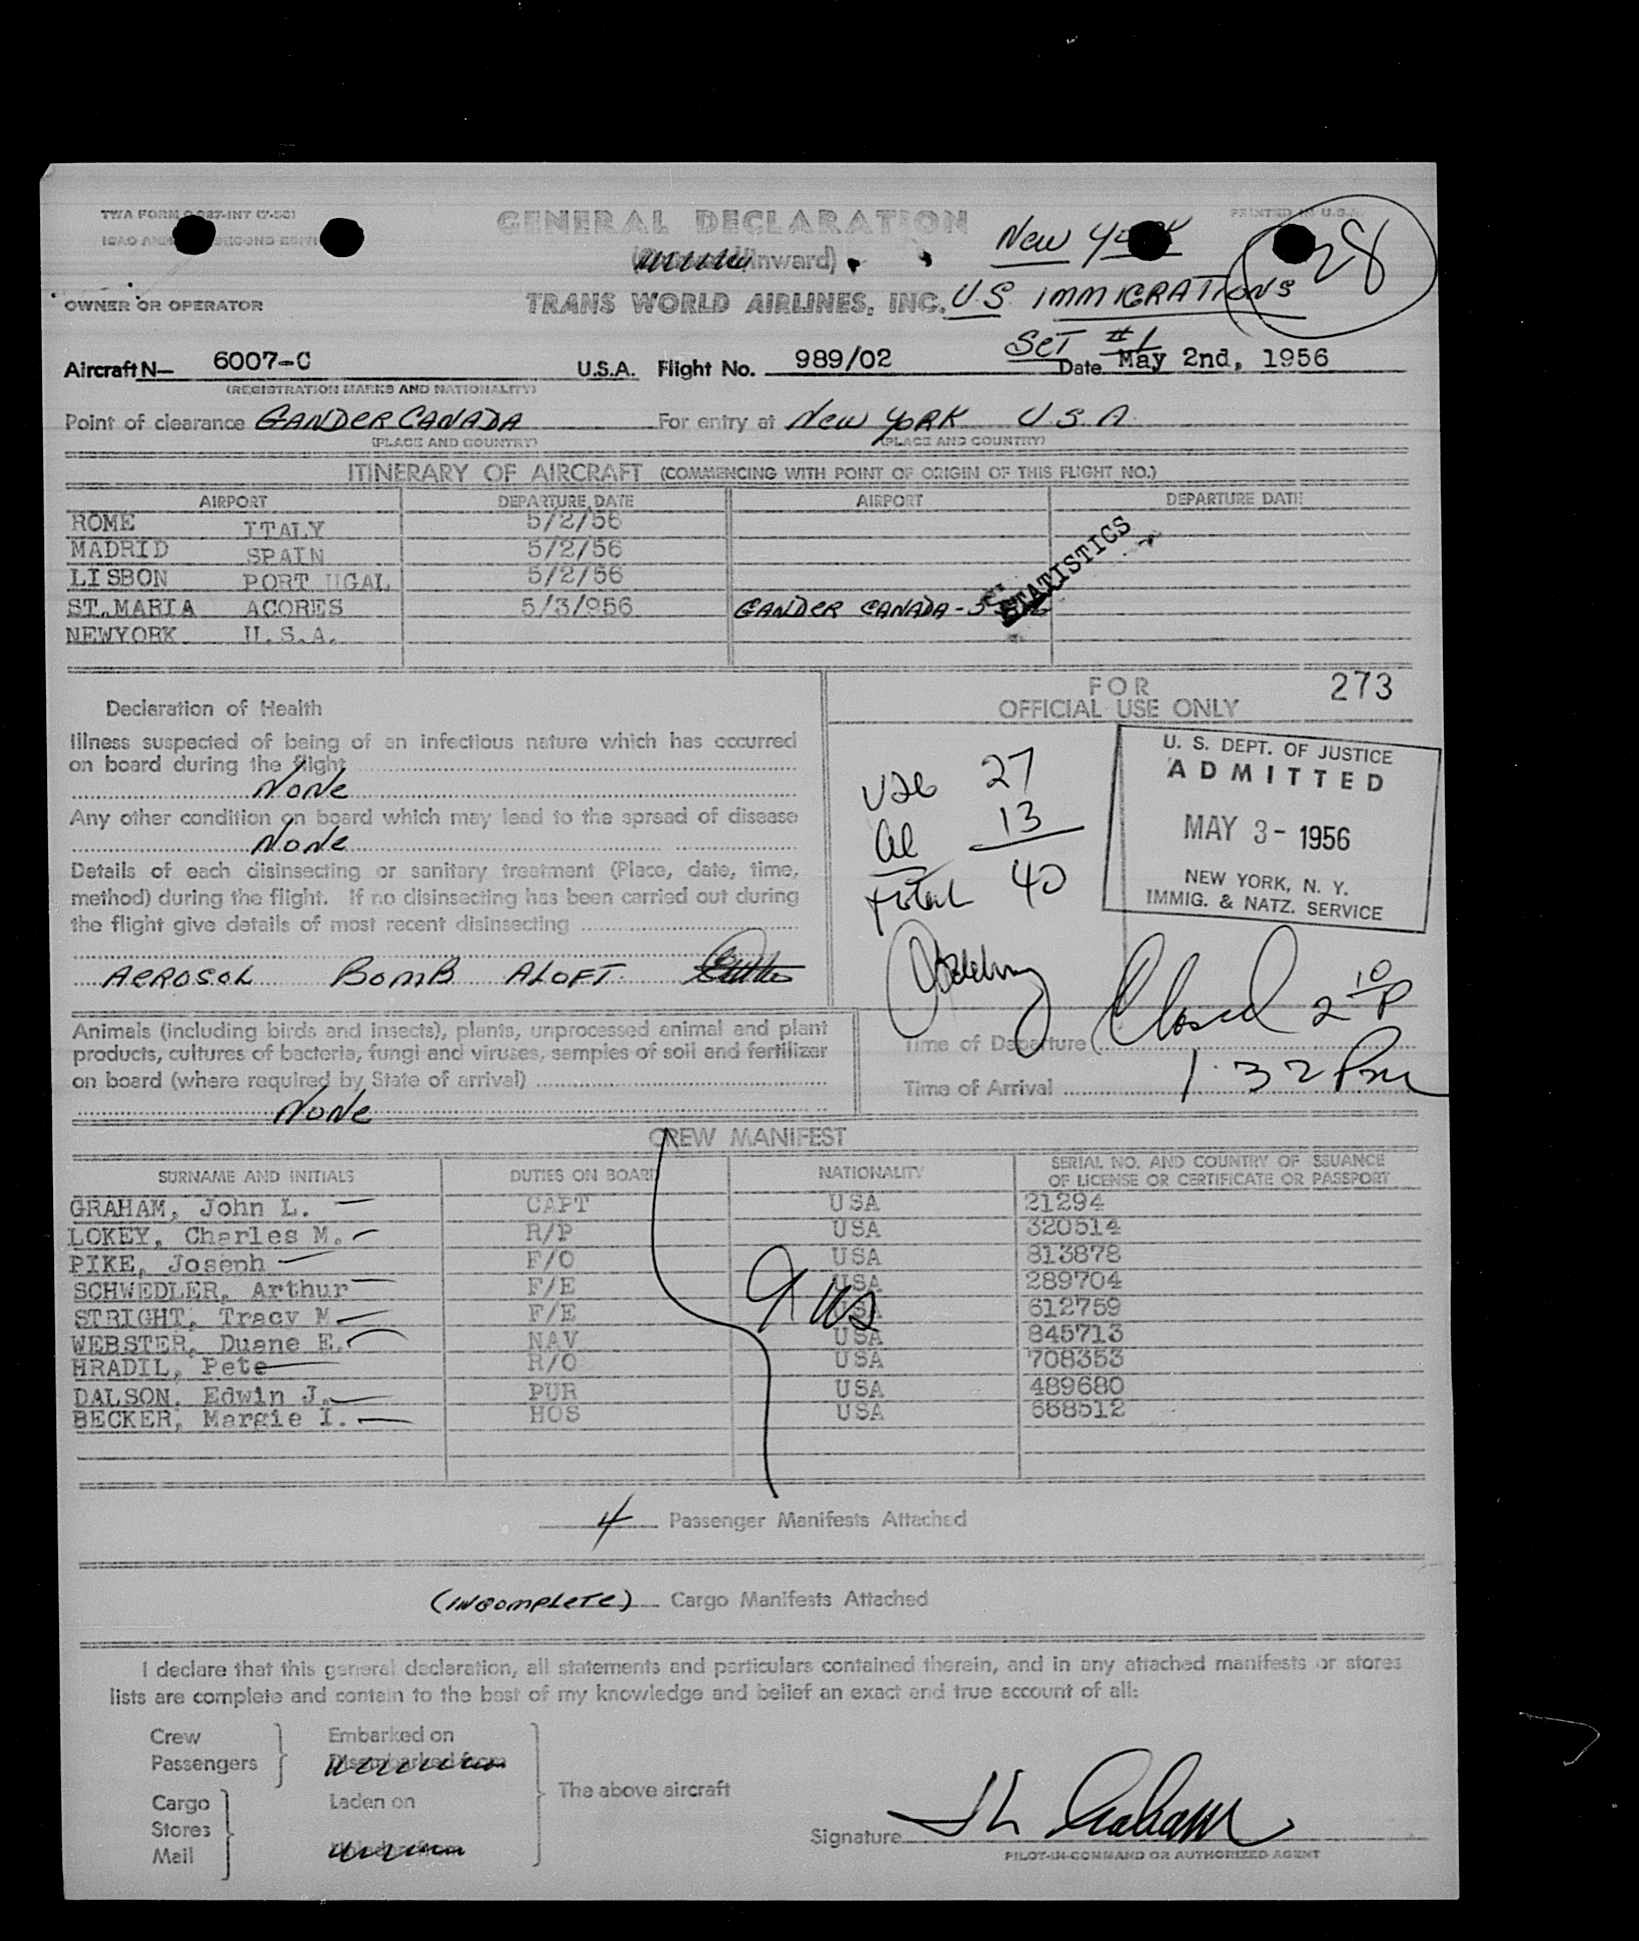 GENERAL DECLARATION
PRINTED IN U.S.A.
New York
28
Inward)
OWNER OR OPERATOR
TRANS WORLD AIRLINES, INC.
US IMMIGRATIONS
SET #1
Aircraft N— 6007-C U.S.A. Flight No. 989/02 Date May 2nd, 1956
(REGISTRATION MARKS AND NATIONALITY)
Point of clearance GANDER CANADA For entry at New York U.S.A.
(PLACE AND COUNTRY) (PLACE AND COUNTRY)
ITINERARY OF AIRCRAFT (COMMENCING WITH POINT OF ORIGIN OF THIS FLIGHT NO.)
AIRPORT DEPARTURE DATE AIRPORT DEPARTURE DATE
ROME ITALY 5/2/56
MADRID SPAIN 5/2/56
LISBON PORTUGAL 5/2/56
ST.MARIA ACORES 5/3/956 GANDER CANADA -
STATISTICS
NEWYORK U.S.A.
FOR
OFFICIAL USE ONLY
273
Declaration of Health
Illness suspected of being of an infectious nature which has occurred
on board during the flight
None
Any other condition on board which may lead to the spread of disease
None
Details of each disinsecting or sanitary treatment (Place, date, time,
method) during the flight. If no disinsecting has been carried out during
the flight give details of most recent disinsecting
AEROSOL BOMB ALOFT
USC 27
al 13
total 40
U. S. DEPT. OF JUSTICE
ADMITTED
MAY 3 - 1956
NEW YORK, N. Y.
IMMIG. & NATZ. SERVICE
Animals (including birds and insects), plants, unprocessed animal and plant
products, cultures of bacteria, fungi and viruses, samples of soil and fertilizer
on board (where required by State of arrival)
None
Time of Departure Closed 2 10 P
Time of Arrival 1:32 Pm
CREW MANIFEST
SURNAME AND INITIALS DUTIES ON BOARD NATIONALITY SERIAL NO. AND COUNTRY OF ISSUANCE
OF LICENSE OR CERTIFICATE OR PASSPORT
GRAHAM, John L. CAPT USA 21294
LOKEY, Charles M. R/P USA 320514
PIKE, Joseph F/O USA 813878
SCHWEDLER, Arthur F/E USA 289704
STRIGHT, Tracy M F/E USA 612759
WEBSTER, Duane E. NAV USA 845713
HRADIL, Pete R/O USA 708353
DALSON, Edwin J. PUR USA 489680
BECKER, Margie I. HOS USA 668512
9 us
4 Passenger Manifests Attached
(INCOMPLETE) Cargo Manifests Attached
I declare that this general declaration, all statements and particulars contained therein, and in any attached manifests or stores
lists are complete and contain to the best of my knowledge and belief an exact and true account of all:
Crew Embarked on
Passengers Disembarked from
The above aircraft
Cargo Laden on
Stores
Mail
Signature J L Graham
PILOT-IN-COMMAND OR AUTHORIZED AGENT